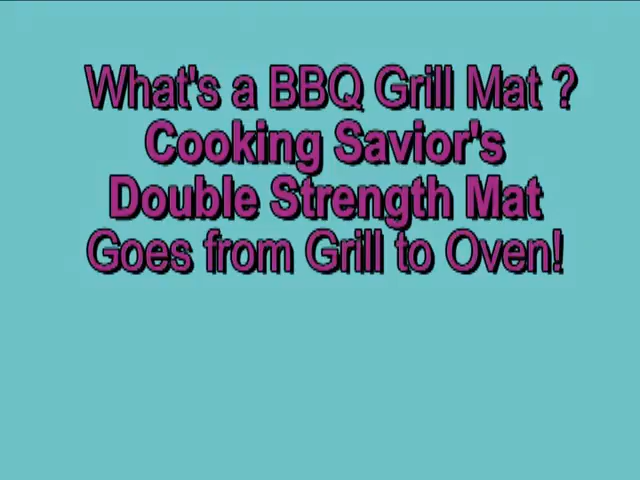 What's a BBQ Grill Mat ?
Cooking Savior's
Double Strength Mat
Goes from Grill to Oven!